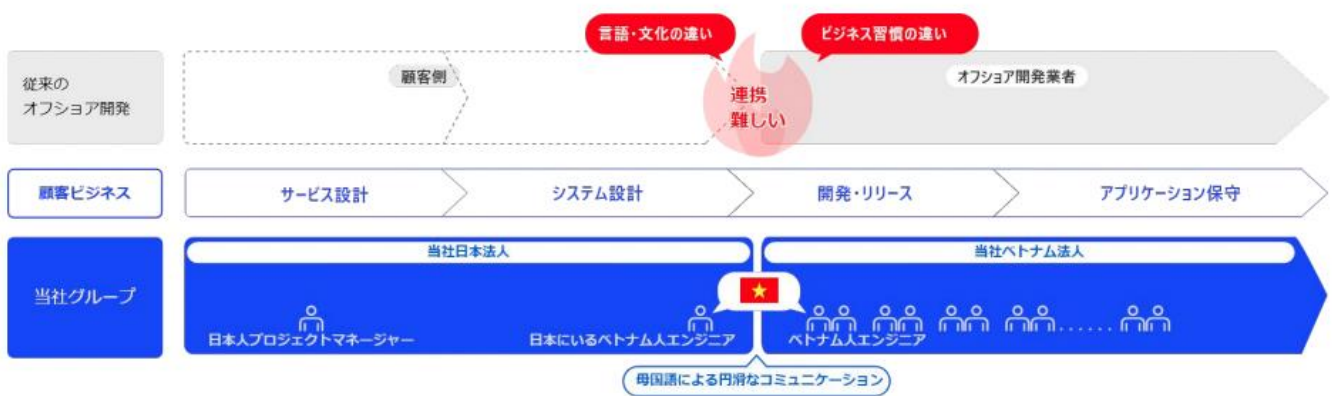 言語・文化の違い
ビジネス習慣の違い
従来の
オフショア開発
顧客側
連携
難しい
オフショア開発業者
顧客ビジネス
サービス設計
システム設計
開発・リリース
アプリケーション保守
当社グループ
当社日本法人
当社ベトナム法人
日本人プロジェクトマネージャー
日本にいるベトナム人エンジニア
ベトナム人エンジニア
......
母国語による円滑なコミュニケーション